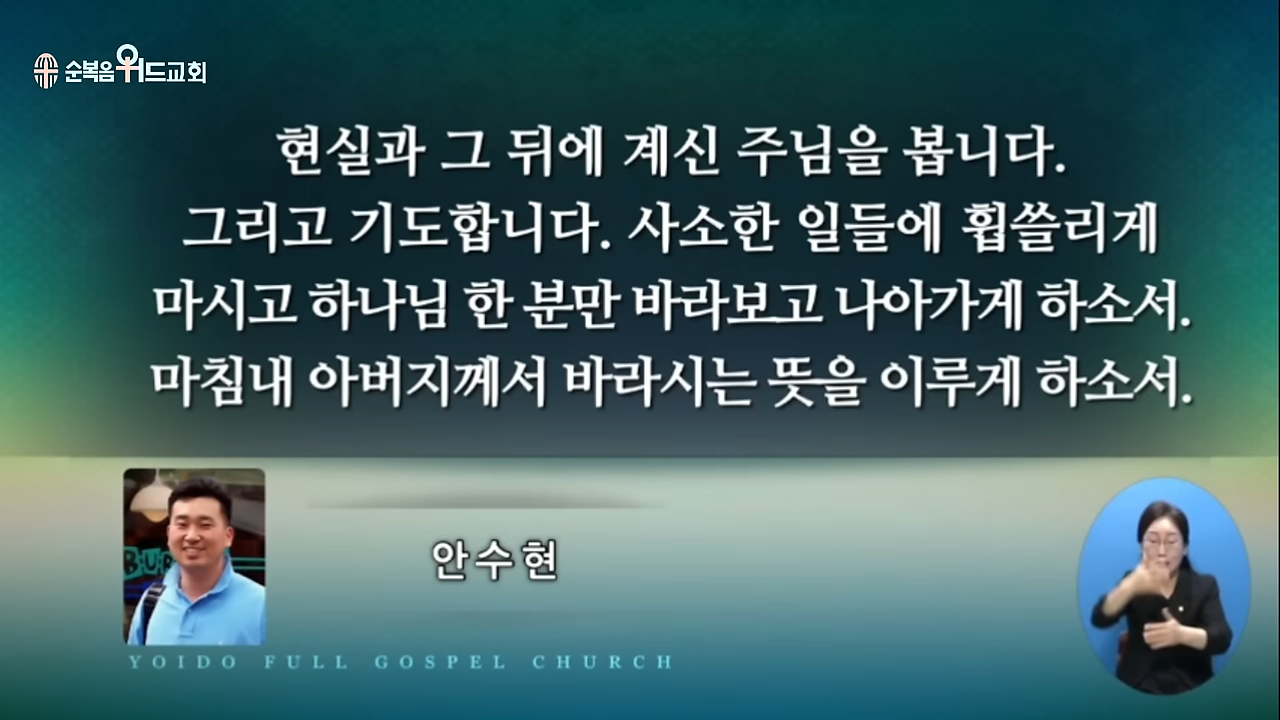 순복음워드교회
현실과 그 뒤에 계신 주님을 봅니다.
그리고 기도합니다. 사소한 일들에 휩쓸리게
마시고 하나님 한 분만 바라보고 나아가게 하소서.
마침내 아버지께서 바라시는 뜻을 이루게 하소서.
BUR
안수현
YOIDO FULL GOSPEL CHURCH